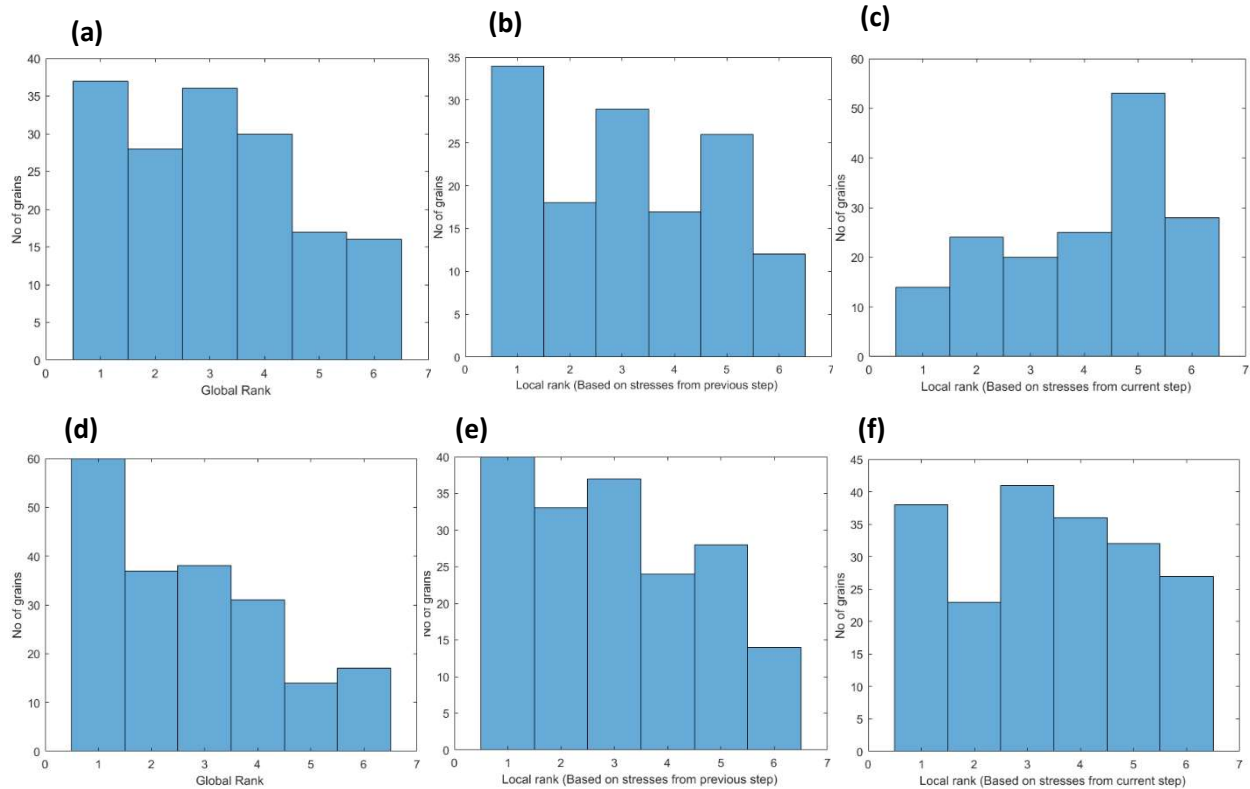 (a)
40
35
30
25
20
15
10
5
0
No of grains
1 2 3 4 5 6 7
Global Rank
(b)
35
30
25
20
15
10
5
0
No of grains
0 1 2 3 4 5 6 7
Local rank (Based on stresses from previous step)
(c)
60
50
40
30
20
10
0
No of grains
0 1 2 3 4 5 6 7
Local rank (Based on stresses from current step)
(d)
60
50
40
30
20
10
0
No of grains
1 2 3 4 5 6 7
Global Rank
(e)
40
35
30
25
20
15
10
5
0
No of grains
0 1 2 3 4 5 6 7
Local rank (Based on stresses from previous step)
(f)
45
40
35
30
25
20
15
10
5
0
No of grains
0 1 2 3 4 5 6 7
Local rank (Based on stresses from current step)